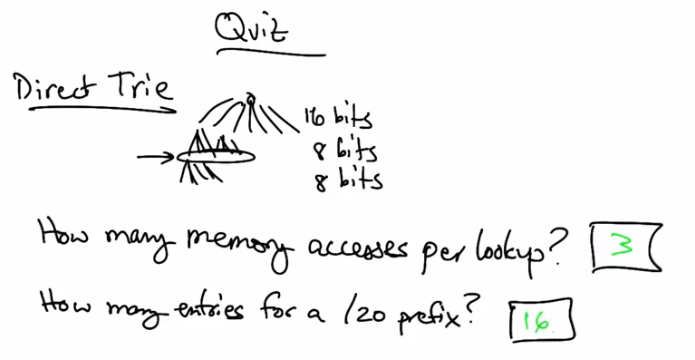 Quiz
Direct Trie
16 bits
8 bits
8 bits
How many memory accesses per lookup? 3
How many entries for a /20 prefix? 16